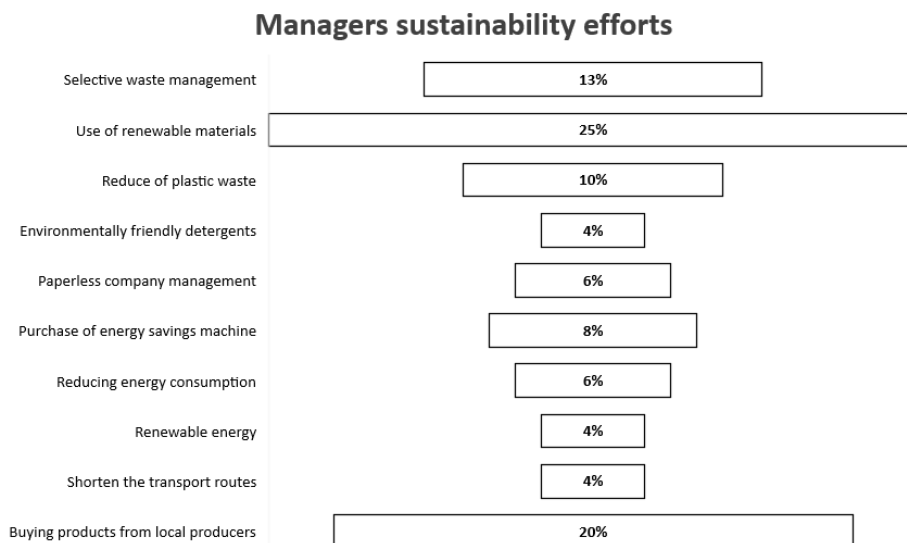 Managers sustainability efforts
Selective waste management 13%
Use of renewable materials 25%
Reduce of plastic waste 10%
Environmentally friendly detergents 4%
Paperless company management 6%
Purchase of energy savings machine 8%
Reducing energy consumption 6%
Renewable energy 4%
Shorten the transport routes 4%
Buying products from local producers 20%